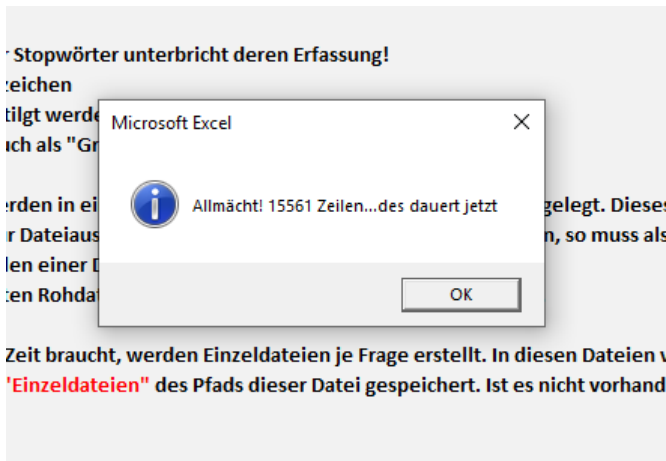 Stopwörter unterbricht deren Erfassung!
zeichen
tilgt werde
uch als "Gr
Microsoft Excel
Allmächt! 15561 Zeilen...des dauert jetzt
OK
erden in ei
gelegt. Dieses
r Dateiaus
n, so muss als
len einer D
ten Rohdat
Zeit braucht, werden Einzeldateien je Frage erstellt. In diesen Dateien v
"Einzeldateien" des Pfads dieser Datei gespeichert. Ist es nicht vorhand